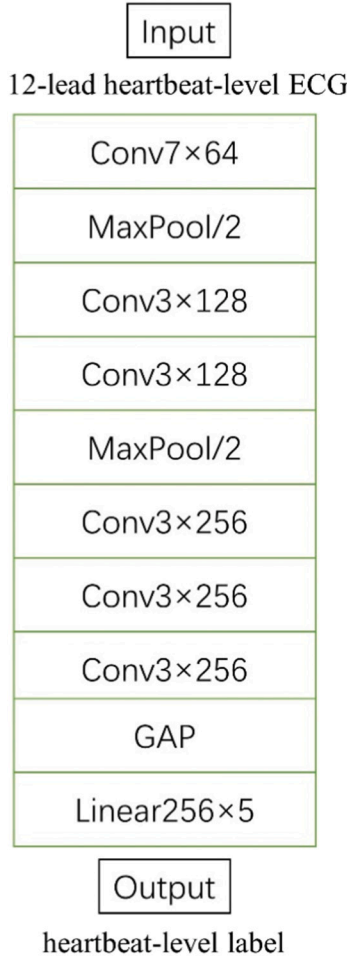 Input
12-lead heartbeat-level ECG
Conv7×64
MaxPool/2
Conv3×128
Conv3×128
MaxPool/2
Conv3×256
Conv3×256
Conv3×256
GAP
Linear256×5
Output
heartbeat-level label